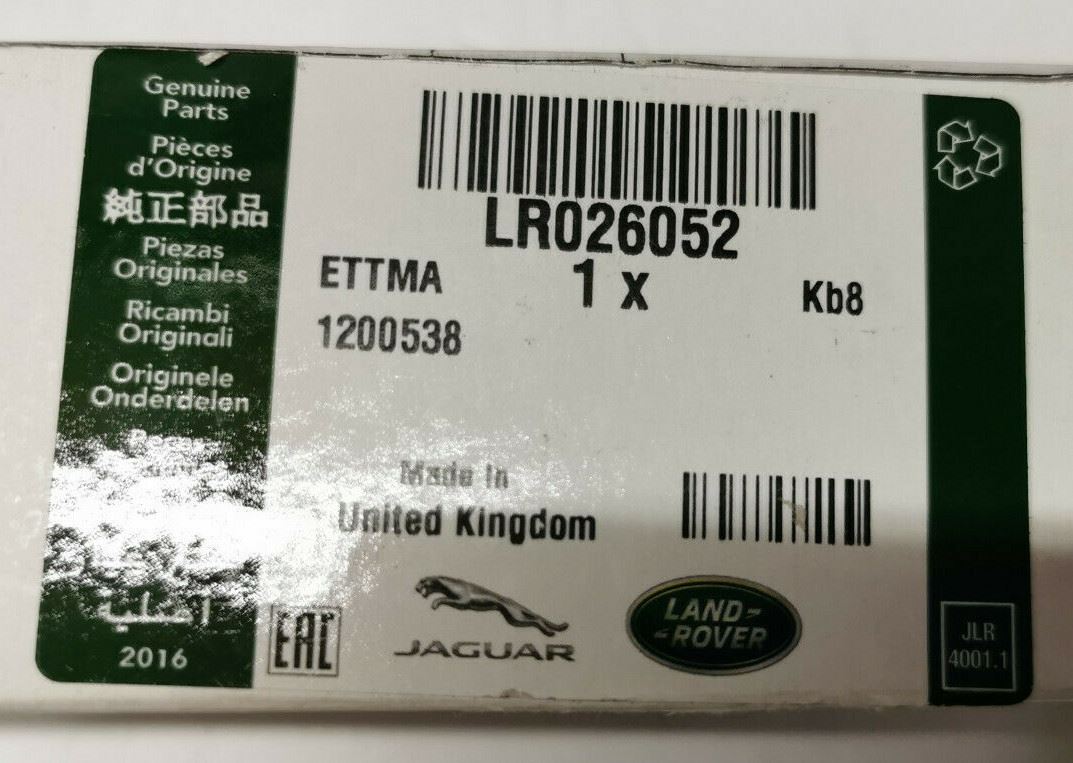 Genuine
Parts
Pièces
d'Origine
純正部品
Piezas
Originales
Ricambi
Originali
Originele
Onderdelen
اصلية
2016
LR026052
ETTMA
1 x
Kb8
1200538
Made In
United Kingdom
EAC
JAGUAR
LAND-
-ROVER
JLR
4001.1